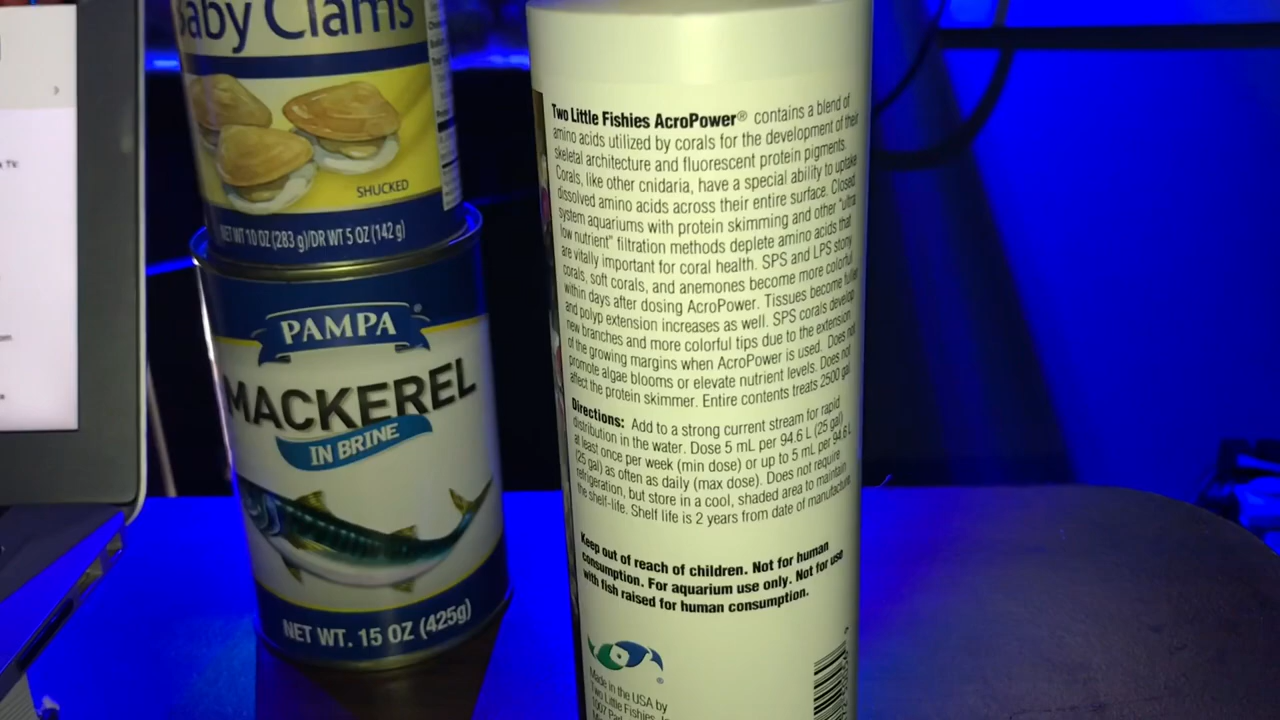 Baby Clams
SHUCKED
NET WT 10 OZ (283 g)/DR WT 5 OZ (142 g)
PAMPA®
MACKEREL
IN BRINE
NET WT. 15 OZ (425g)
Two Little Fishies AcroPower® contains a blend of
amino acids utilized by corals for the development of their
skeletal architecture and fluorescent protein pigments.
Corals, like other cnidaria, have a special ability to uptake
dissolved amino acids across their entire surface. Closed
system aquariums with protein skimming and other "ultra
low nutrient" filtration methods deplete amino acids that
are vitally important for coral health. SPS and LPS stony
corals, soft corals, and anemones become more colorful
within days after dosing AcroPower. Tissues become fuller
and polyp extension increases as well. SPS corals develop
new branches and more colorful tips due to the extension
of the growing margins when AcroPower is used. Does not
promote algae blooms or elevate nutrient levels. Does not
affect the protein skimmer. Entire contents treats 2500 gal
Directions: Add to a strong current stream for rapid
distribution in the water. Dose 5 mL per 94.6 L (25 gal)
at least once per week (min dose) or up to 5 mL per 94.6 L
(25 gal) as often as daily (max dose). Does not require
refrigeration, but store in a cool, shaded area to maintain
the shelf-life. Shelf life is 2 years from date of manufacture.
Keep out of reach of children. Not for human
consumption. For aquarium use only. Not for use
with fish raised for human consumption.
Made in the USA by
Two Little Fishies,
1007